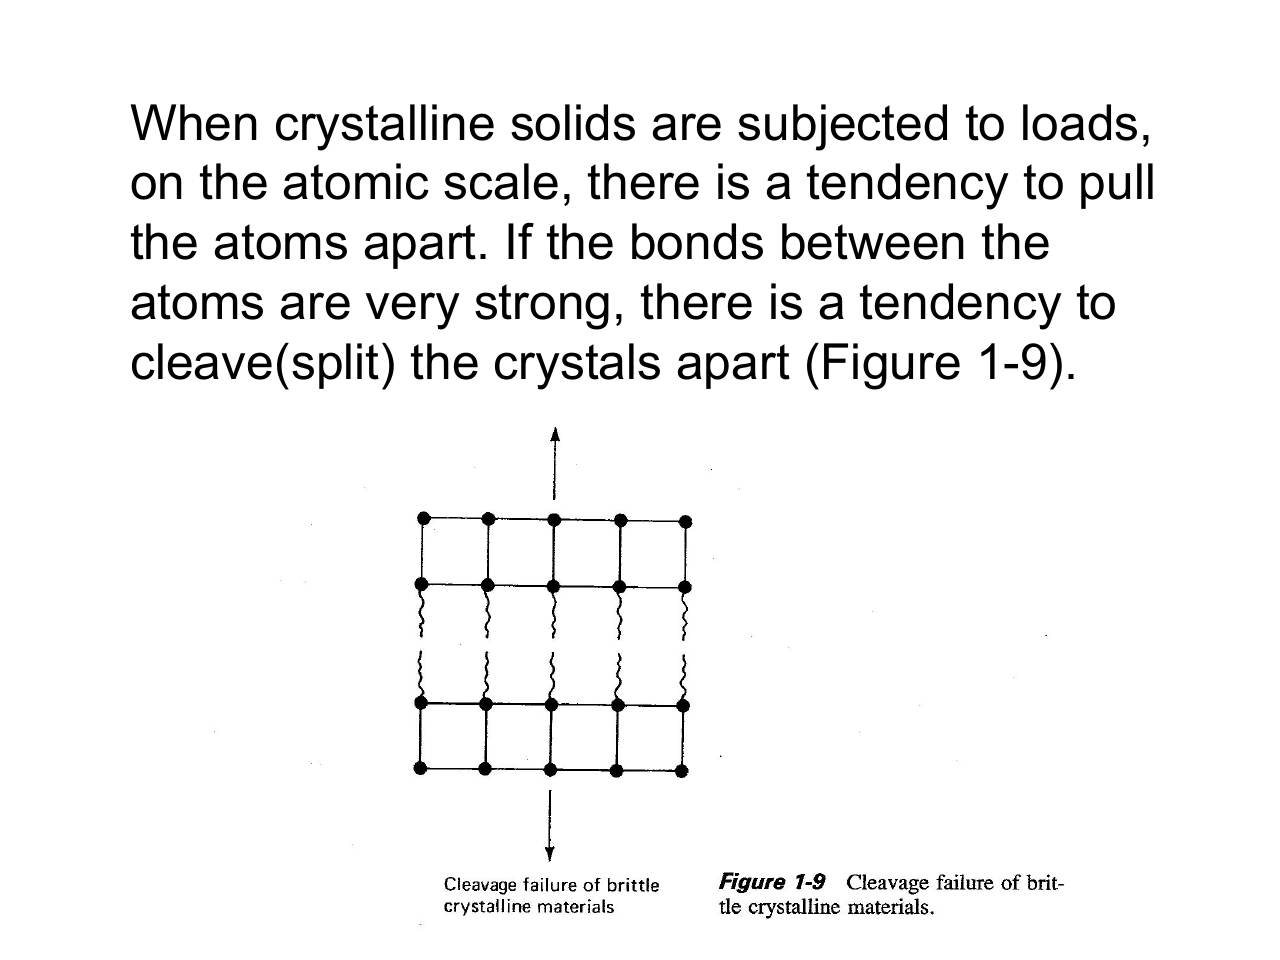 When crystalline solids are subjected to loads,
on the atomic scale, there is a tendency to pull
the atoms apart. If the bonds between the
atoms are very strong, there is a tendency to
cleave(split) the crystals apart (Figure 1-9).
Cleavage failure of brittle
crystalline materials
Figure 1-9 Cleavage failure of brit-
tle crystalline materials.